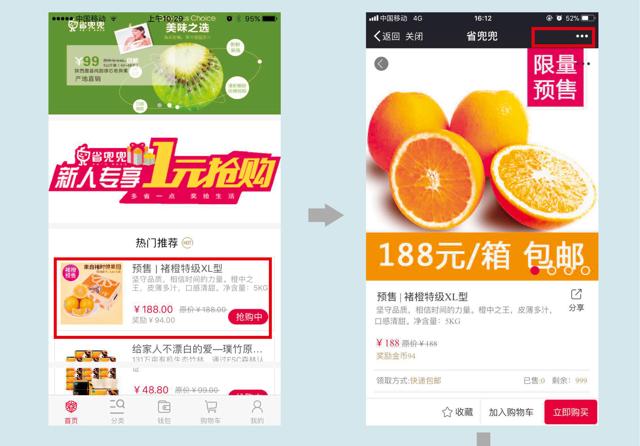 中国移动
上午10:29
95%
省兜兜
us Choice
美味之选
¥99
产地直销
省兜兜
新人专享1元抢购
多省一点 奖抢生活
热门推荐 HOT
褚橙预售
预售 | 褚橙特级XL型
坚守品质，相信时间的力量。橙中之
王，皮薄多汁，口感清甜。净含量：5KG
¥188.00 原价¥188.00
奖励¥94.00
抢购中
给家人不漂白的爱—璞竹原…
¥48.80 原价¥99.00
首页 分类 钱包 购物车 我的
中国移动 4G 16:12 52%
返回 关闭 省兜兜
限量
预售
188元/箱 包邮
预售 | 褚橙特级XL型
坚守品质，相信时间的力量。橙中之王，皮薄多汁，
口感清甜。净含量：5KG
分享
¥188 原价¥188
奖励金币94
领取方式:快递包邮 已售:0 剩余：999
收藏 加入购物车 立即购买